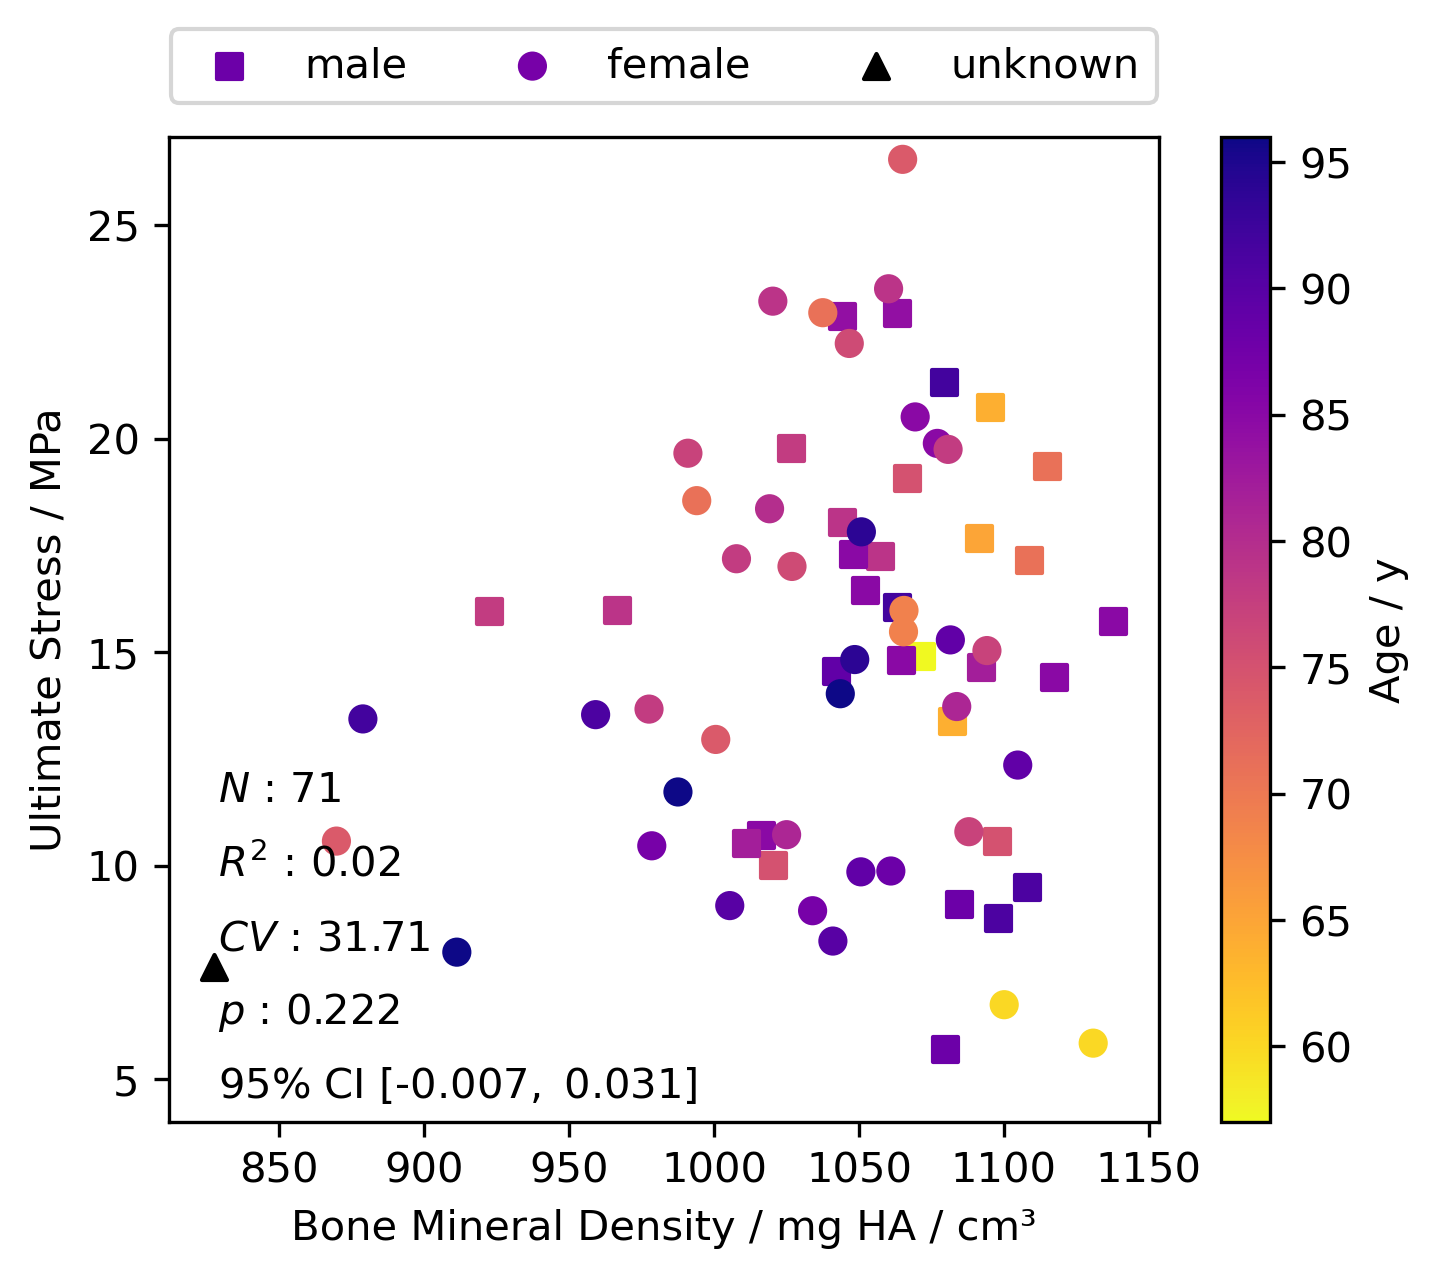 male female unknown
25
20
15
10
5
Ultimate Stress / MPa
N : 71
R² : 0.02
CV : 31.71
p : 0.222
95% CI [-0.007, 0.031]
850 900 950 1000 1050 1100 1150
Bone Mineral Density / mg HA / cm³
95
90
85
80
75
70
65
60
Age / y